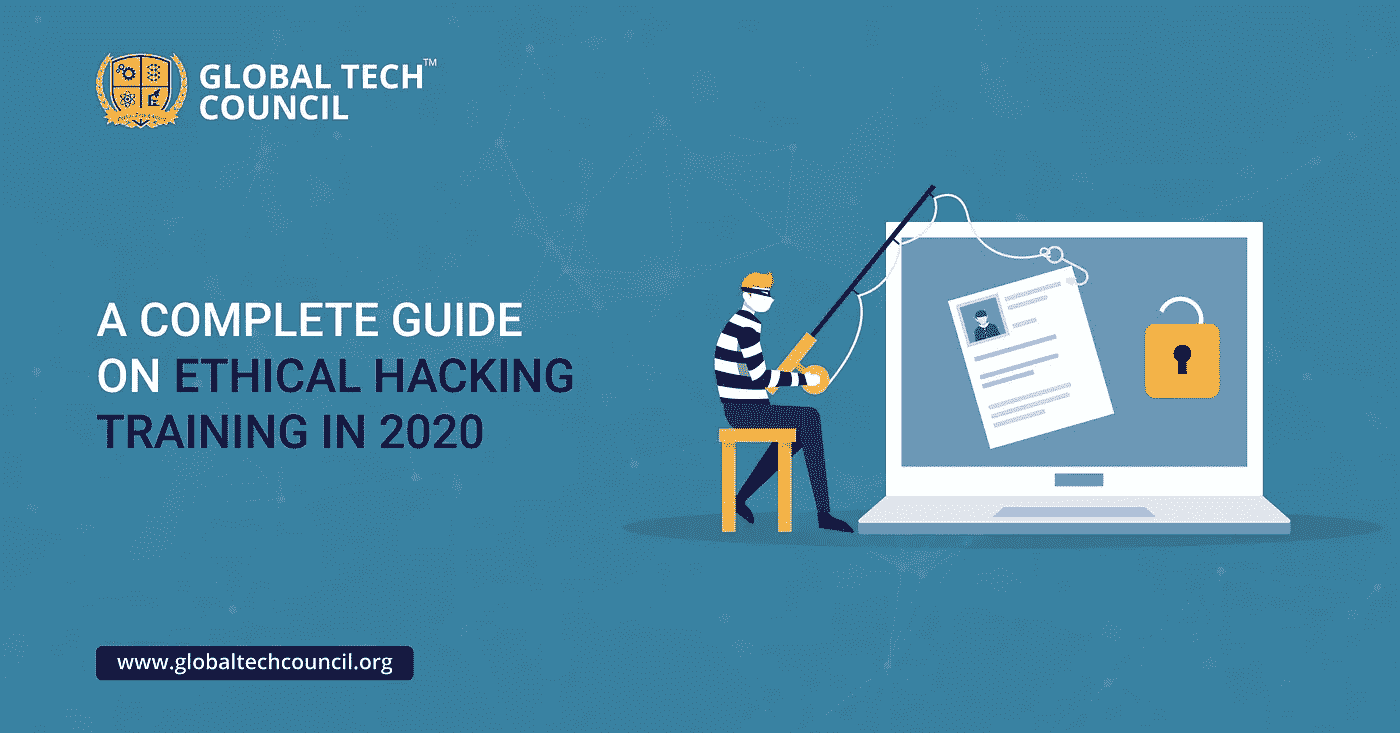 GLOBAL TECH™
COUNCIL
A COMPLETE GUIDE
ON ETHICAL HACKING
TRAINING IN 2020
www.globaltechcouncil.org